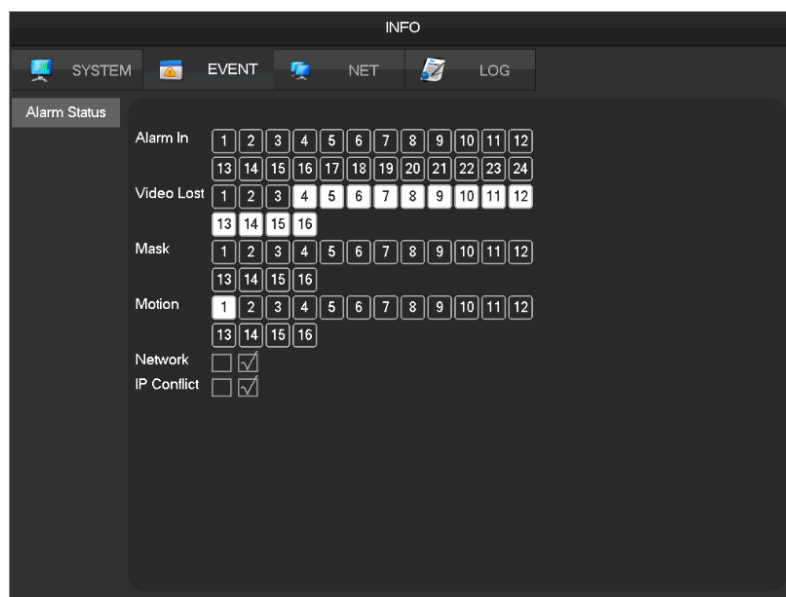 INFO
SYSTEM EVENT NET LOG
Alarm Status
Alarm In 1 2 3 4 5 6 7 8 9 10 11 12
13 14 15 16 17 18 19 20 21 22 23 24
Video Lost 1 2 3 4 5 6 7 8 9 10 11 12
13 14 15 16
Mask 1 2 3 4 5 6 7 8 9 10 11 12
13 14 15 16
Motion 1 2 3 4 5 6 7 8 9 10 11 12
13 14 15 16
Network
IP Conflict